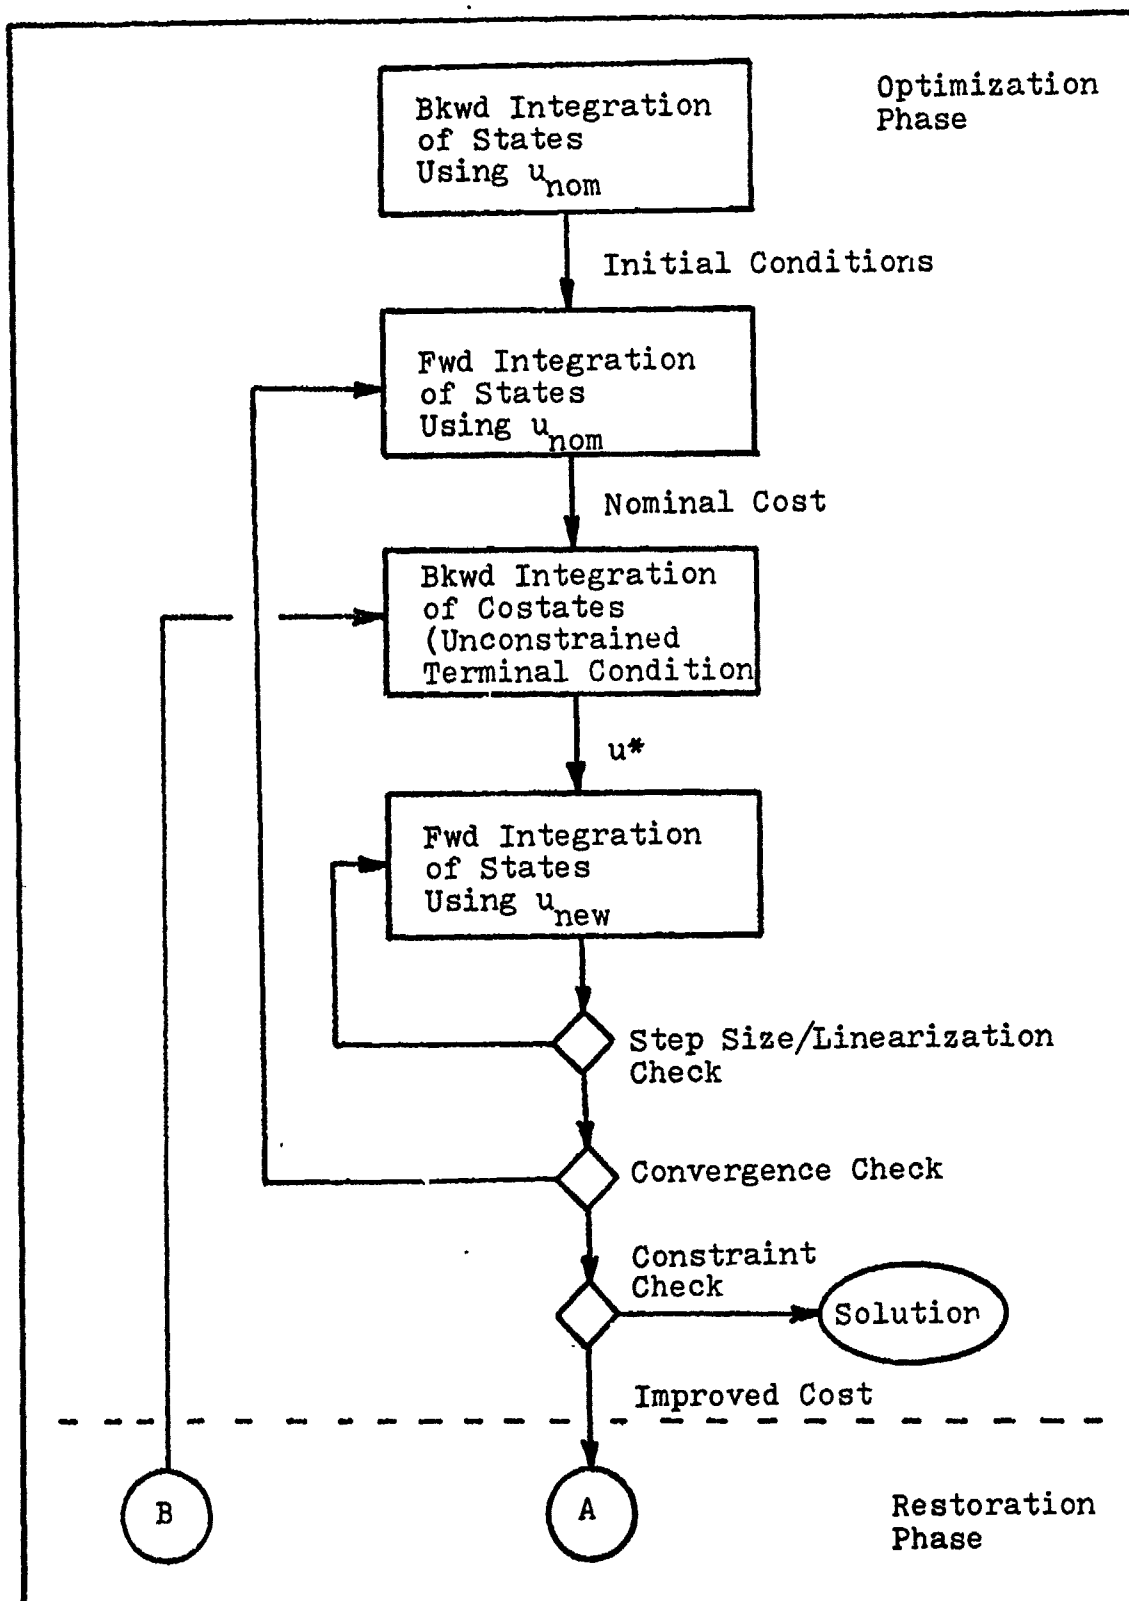 Optimization
Phase
Bkwd Integration
of States
Using u_nom
Initial Conditions
Fwd Integration
of States
Using u_nom
Nominal Cost
Bkwd Integration
of Costates
(Unconstrained
Terminal Condition
u*
Fwd Integration
of States
Using u_new
Step Size/Linearization
Check
Convergence Check
Constraint
Check
Solution
Improved Cost
B
A
Restoration
Phase